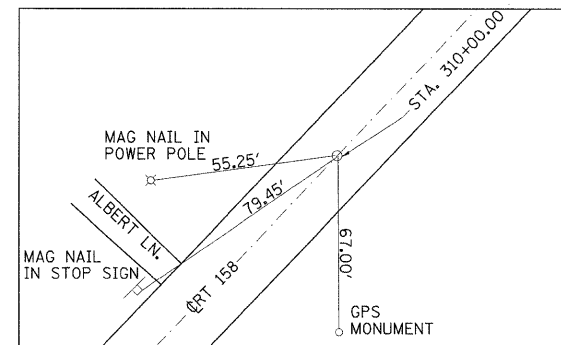 STA. 310+00.00
MAG NAIL IN
POWER POLE
55.25'
79.45'
ALBERT LN.
MAG NAIL
IN STOP SIGN
℄ RT 158
67.00'
GPS
MONUMENT